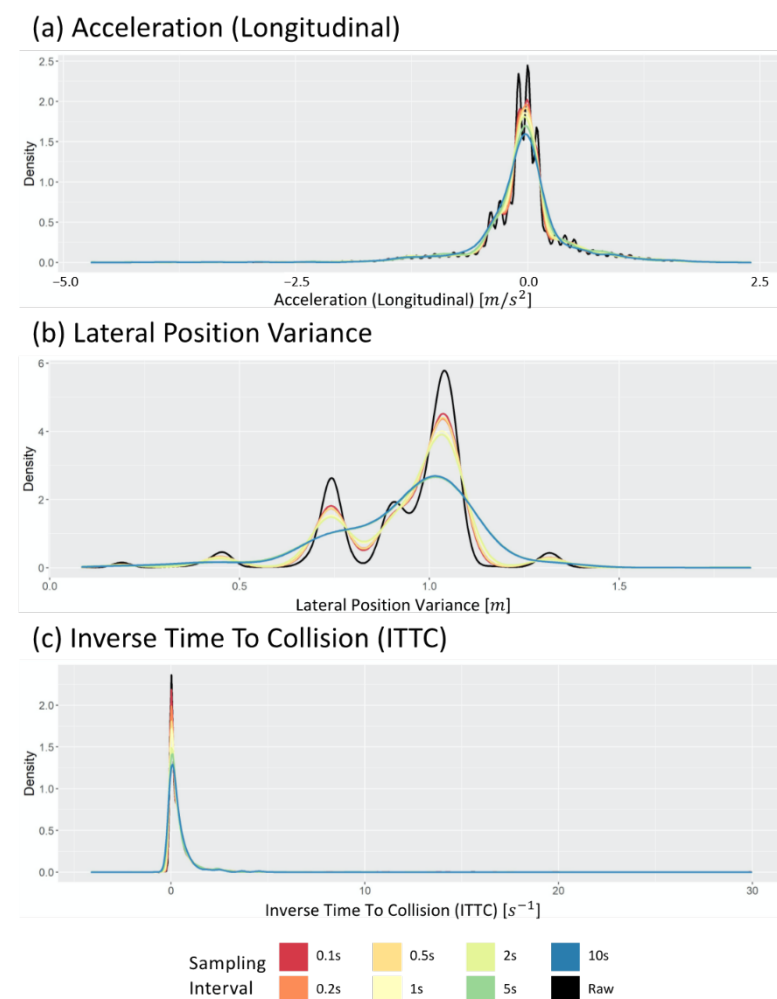 (a) Acceleration (Longitudinal)
2.5
2.0
1.5
1.0
0.5
0.0
Density
−5.0 −2.5 0.0 2.5
Acceleration (Longitudinal) [m/s²]
(b) Lateral Position Variance
6
4
2
0
Density
0.0 0.5 1.0 1.5
Lateral Position Variance [m]
(c) Inverse Time To Collision (ITTC)
2.0
1.5
1.0
0.5
0.0
Density
0 10 20 30
Inverse Time To Collision (ITTC) [s⁻¹]
Sampling Interval
0.1s 0.5s 2s 10s
0.2s 1s 5s Raw